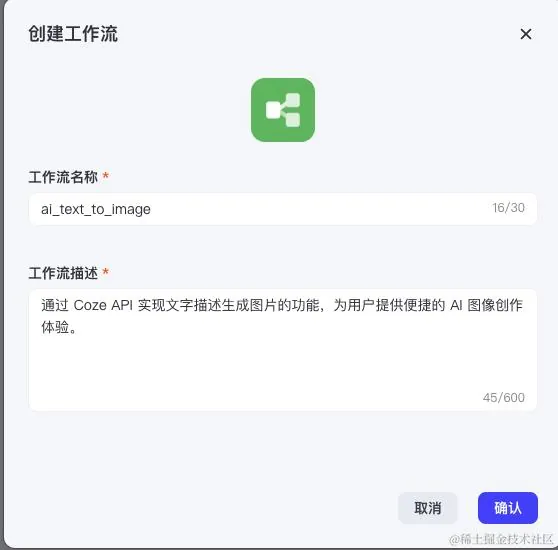 创建工作流
工作流名称 *
ai_text_to_image
16/30
工作流描述 *
通过 Coze API 实现文字描述生成图片的功能，为用户提供便捷的 AI 图像创作
体验。
45/600
取消
确认
@稀土掘金技术社区